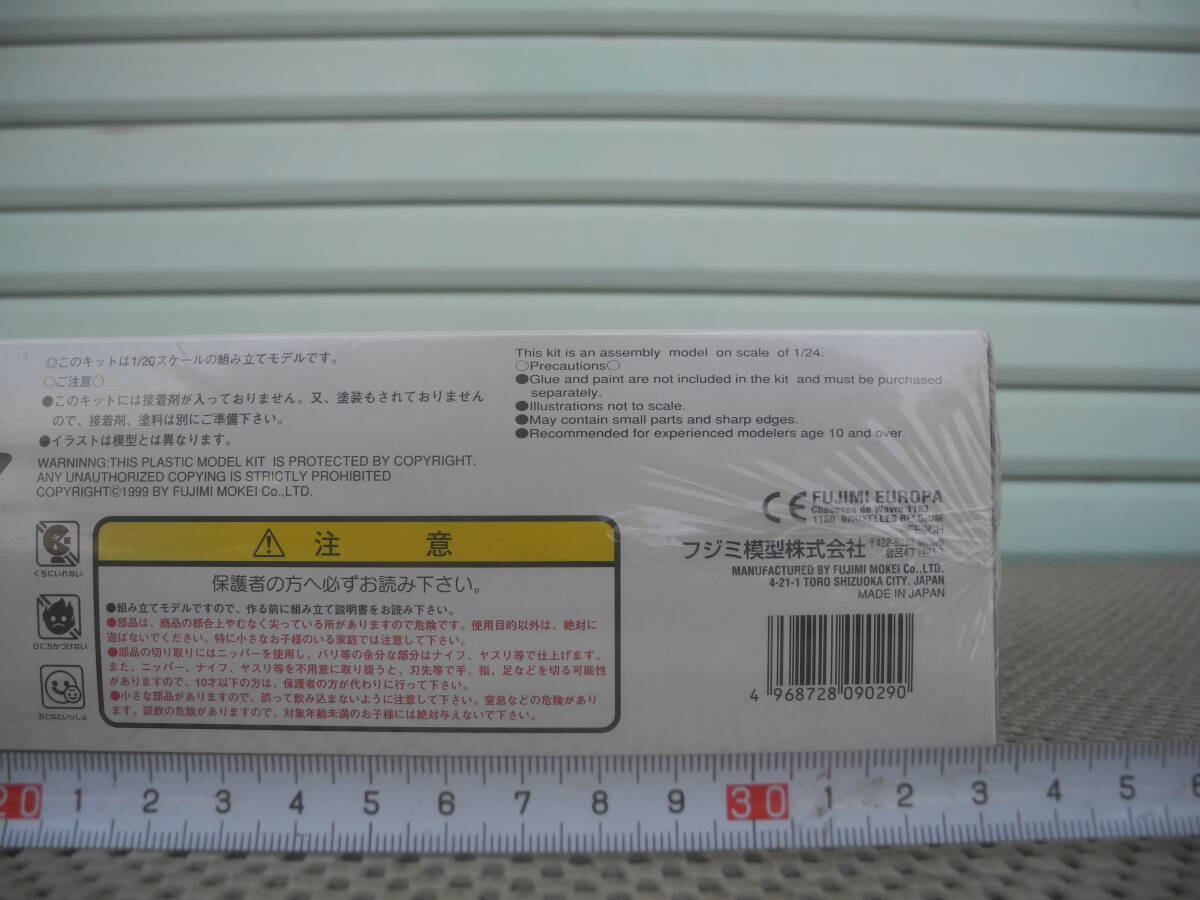 ◎このキットは1/20スケールの組み立てモデルです。
○ご注意○
●このキットには接着剤が入っておりません。又、塗装もされておりません
ので、接着剤、塗料は別にご準備下さい。
●イラストは模型とは異なります。
This kit is an assembly model on scale of 1/24.
○Precautions○
●Glue and paint are not included in the kit and must be purchased
separately.
●Illustrations not to scale.
●May contain small parts and sharp edges.
●Recommended for experienced modelers age 10 and over.
WARNINNG:THIS PLASTIC MODEL KIT IS PROTECTED BY COPYRIGHT.
ANY UNAUTHORIZED COPYING IS STRICTLY PROHIBITED
COPYRIGHT©1999 BY FUJIMI MOKEI Co.,LTD.
くちにいれない
ひにちかづけない
おとなといっしょ
注 意
保護者の方へ必ずお読み下さい。
●組み立てモデルですので、作る前に組み立て説明書をお読み下さい。
●部品は、商品の都合上やむなく尖っている所がありますので危険です。使用目的以外は、絶対に
遊ばないでください。特に小さなお子様のいる家庭では注意して下さい。
●部品の切り取りにはニッパーを使用し、バリ等の余分な部分はナイフ、ヤスリ等で仕上げます。
また、ニッパー、ナイフ、ヤスリ等を不用意に取り扱うと、刃先等で手、指、足などを切る可能性
がありますので、10才以下の方は、保護者の方が代わりに行って下さい。
●小さな部品がありますので、誤って飲み込まないように注意して下さい。窒息などの危険があり
ます。誤飲の危険がありますので、対象年齢未満のお子様には絶対与えないで下さい。
CE FUJIMI EUROPA
Chaussee de Wavre 1183
1160 BRUXELLES BELGIUM
フジミ模型株式会社
MANUFACTURED BY FUJIMI MOKEI Co.,LTD.
4-21-1 TORO SHIZUOKA CITY. JAPAN
MADE IN JAPAN
4 968728 090290
20 1 2 3 4 5 6 7 8 9 30 1 2 3 4 5 6